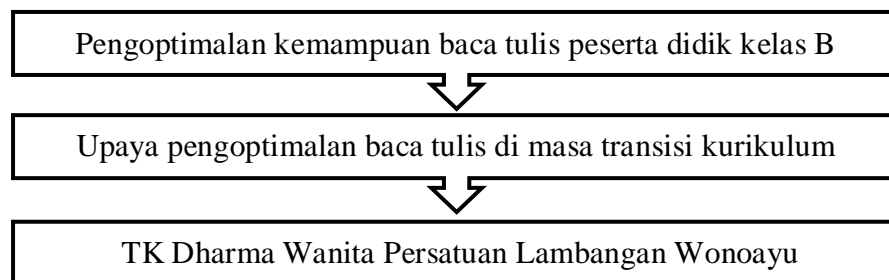 Pengoptimalan kemampuan baca tulis peserta didik kelas B
Upaya pengoptimalan baca tulis di masa transisi kurikulum
TK Dharma Wanita Persatuan Lambangan Wonoayu